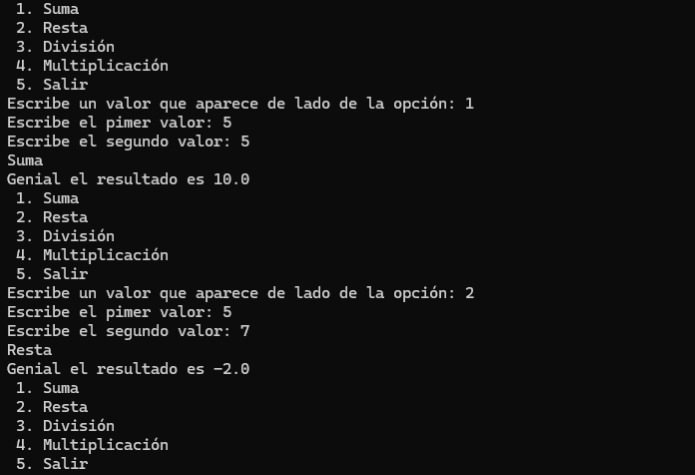 1. Suma
2. Resta
3. División
4. Multiplicación
5. Salir
Escribe un valor que aparece de lado de la opción: 1
Escribe el pimer valor: 5
Escribe el segundo valor: 5
Suma
Genial el resultado es 10.0
1. Suma
2. Resta
3. División
4. Multiplicación
5. Salir
Escribe un valor que aparece de lado de la opción: 2
Escribe el pimer valor: 5
Escribe el segundo valor: 7
Resta
Genial el resultado es -2.0
1. Suma
2. Resta
3. División
4. Multiplicación
5. Salir